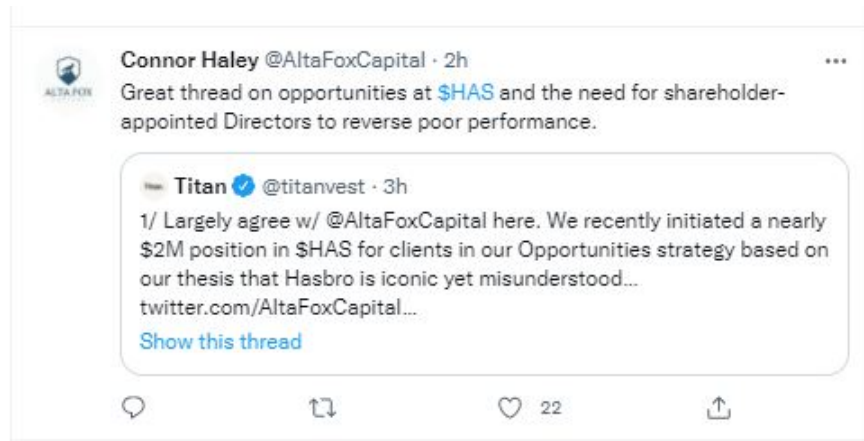 Connor Haley @AltaFoxCapital · 2h
ALTA FOX
Great thread on opportunities at $HAS and the need for shareholder-
appointed Directors to reverse poor performance.
Titan @titanvest · 3h
1/ Largely agree w/ @AltaFoxCapital here. We recently initiated a nearly
$2M position in $HAS for clients in our Opportunities strategy based on
our thesis that Hasbro is iconic yet misunderstood...
twitter.com/AltaFoxCapital...
Show this thread
22